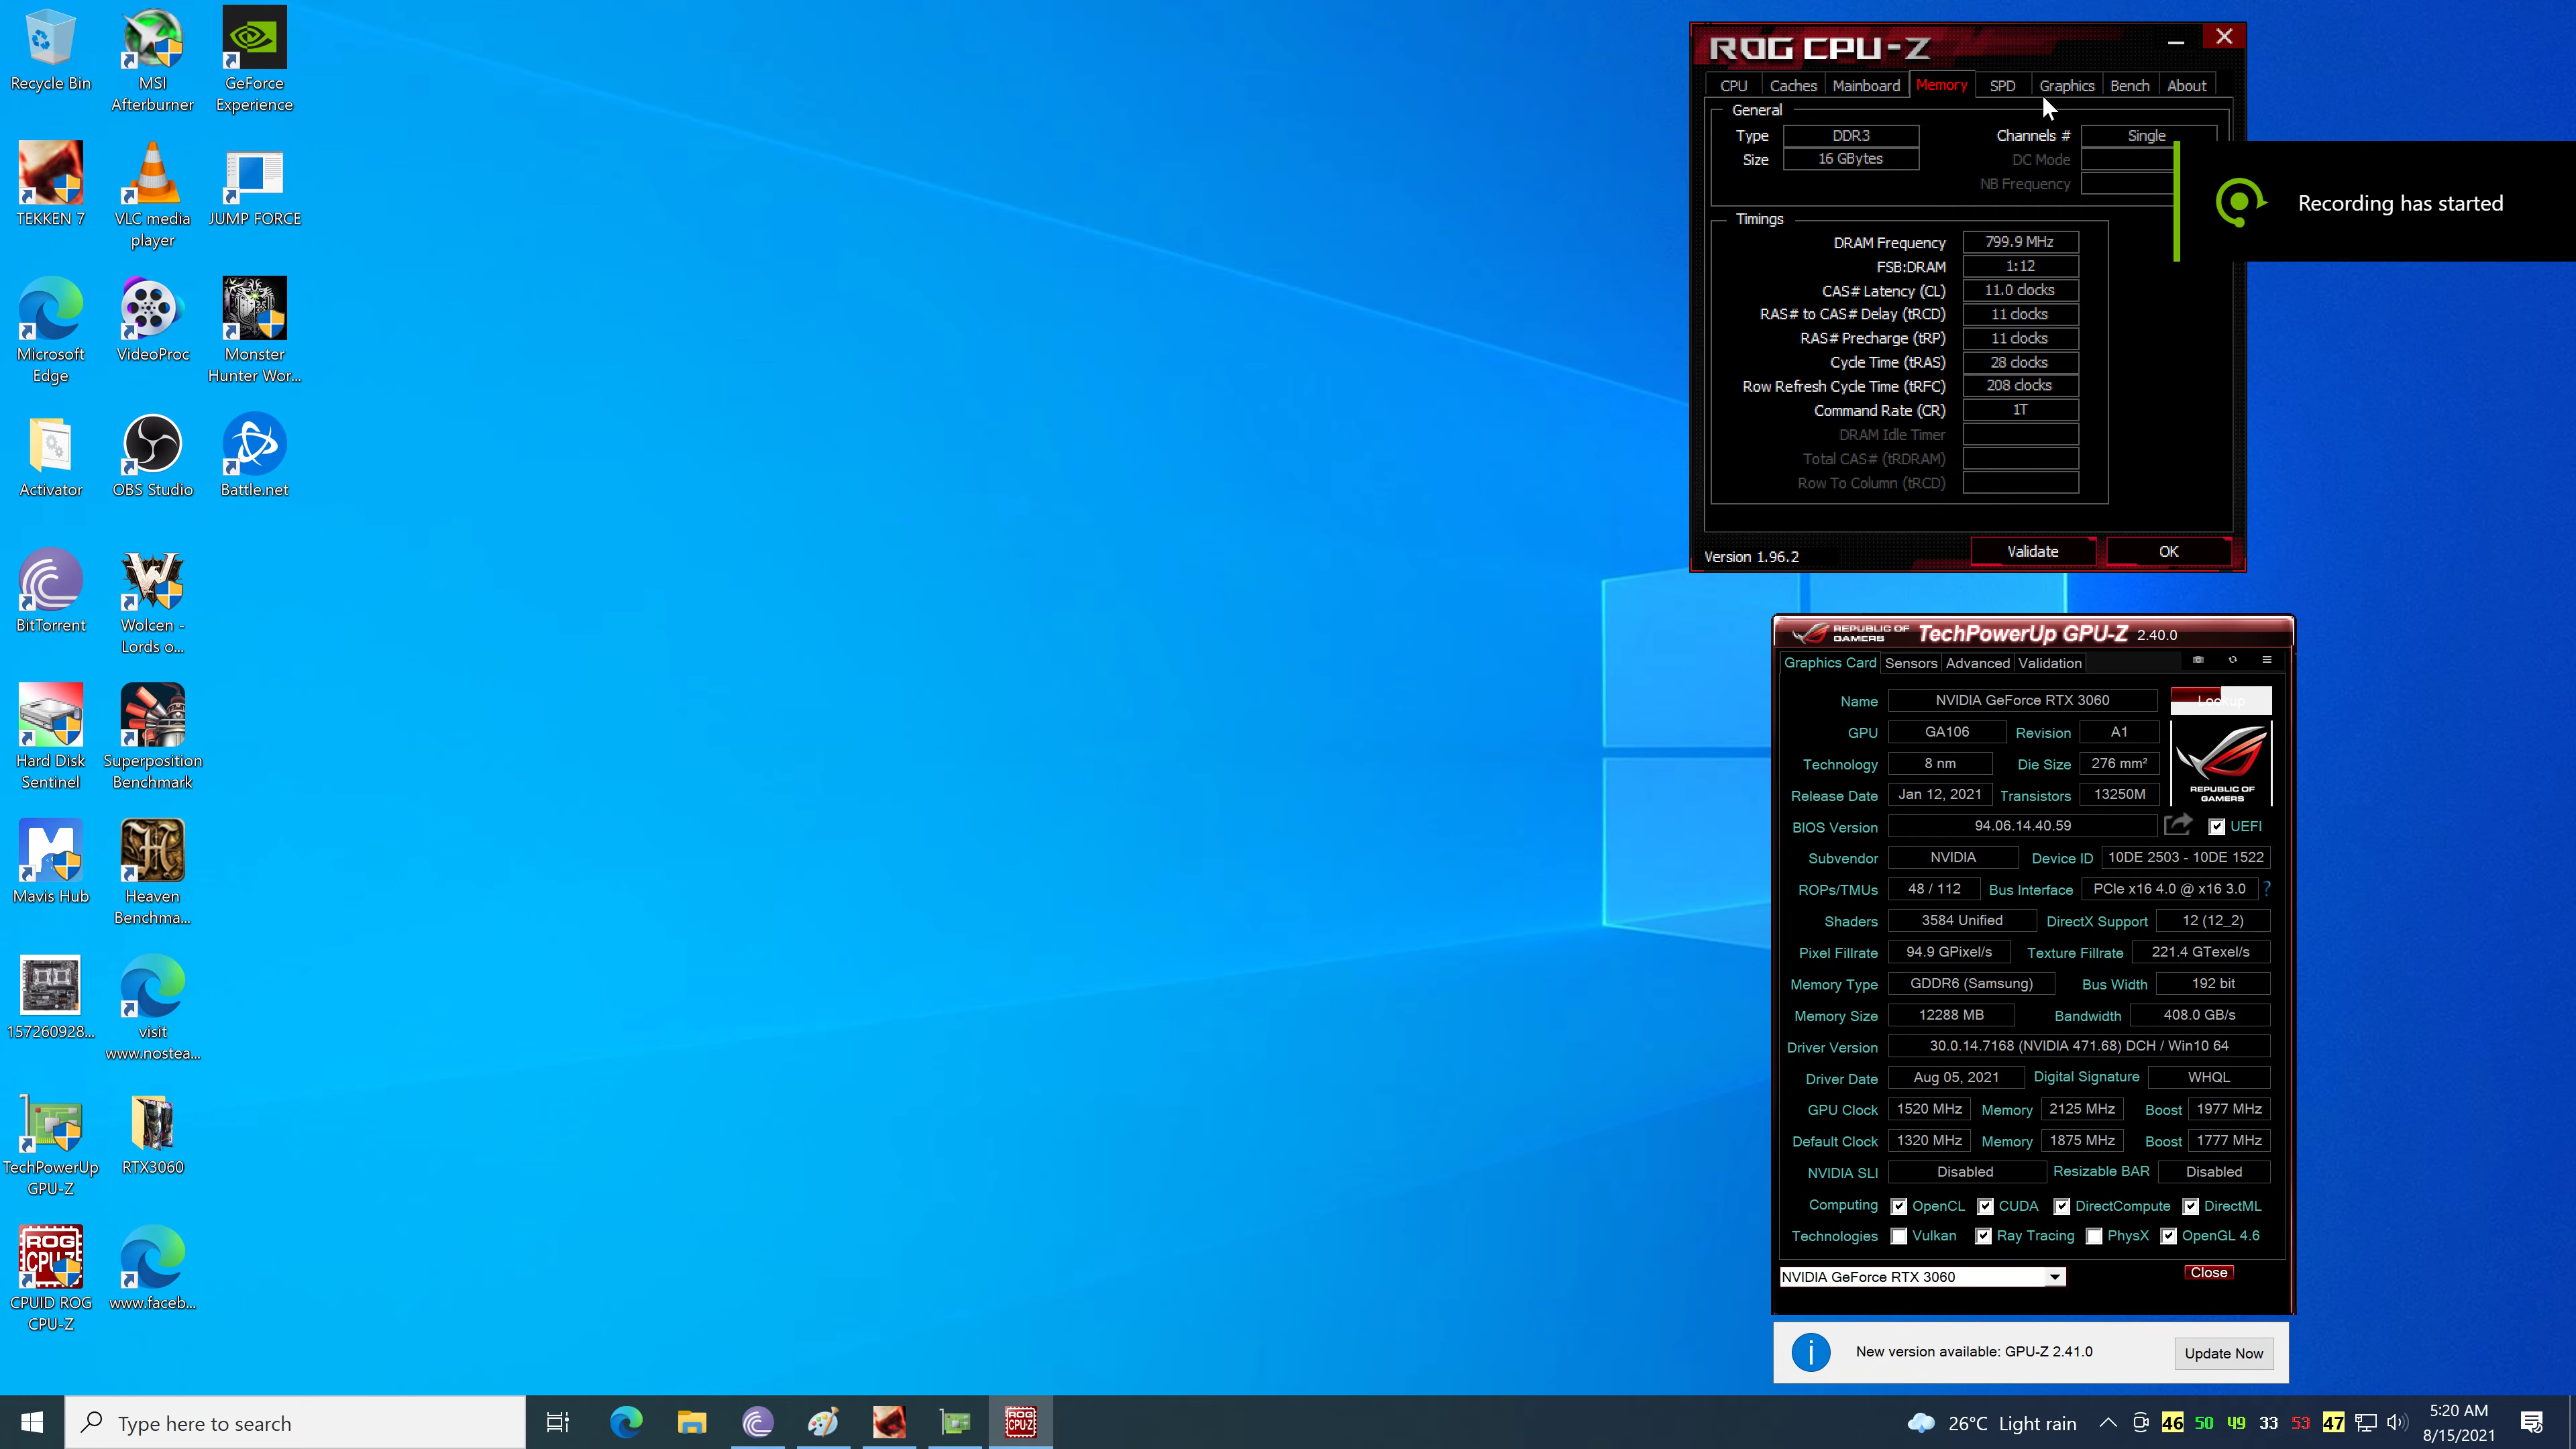 Recycle Bin
MSI
Afterburner
GeForce
Experience
TEKKEN 7
VLC media
player
JUMP FORCE
Microsoft
Edge
VideoProc
Monster
Hunter Wor...
Activator
OBS Studio
Battle.net
BitTorrent
Wolcen -
Lords o...
Hard Disk
Sentinel
Superposition
Benchmark
Mavis Hub
Heaven
Benchma...
157260928...
visit
www.nostea...
TechPowerUp
GPU-Z
RTX3060
ROG
CPU-Z
CPUID ROG
CPU-Z
www.faceb...
ROG CPU-Z
CPU Caches Mainboard Memory SPD Graphics Bench About
General
Type DDR3 Channels # Single
Size 16 GBytes DC Mode
NB Frequency
Recording has started
Timings
DRAM Frequency 799.9 MHz
FSB:DRAM 1:12
CAS# Latency (CL) 11.0 clocks
RAS# to CAS# Delay (tRCD) 11 clocks
RAS# Precharge (tRP) 11 clocks
Cycle Time (tRAS) 28 clocks
Row Refresh Cycle Time (tRFC) 208 clocks
Command Rate (CR) 1T
DRAM Idle Timer
Total CAS# (tRDRAM)
Row To Column (tRCD)
Version 1.96.2 Validate OK
REPUBLIC OF GAMERS TechPowerUp GPU-Z 2.40.0
Graphics Card Sensors Advanced Validation
Name NVIDIA GeForce RTX 3060 Lookup
GPU GA106 Revision A1
Technology 8 nm Die Size 276 mm²
Release Date Jan 12, 2021 Transistors 13250M
REPUBLIC OF
GAMERS
BIOS Version 94.06.14.40.59 UEFI
Subvendor NVIDIA Device ID 10DE 2503 - 10DE 1522
ROPs/TMUs 48 / 112 Bus Interface PCIe x16 4.0 @ x16 3.0 ?
Shaders 3584 Unified DirectX Support 12 (12_2)
Pixel Fillrate 94.9 GPixel/s Texture Fillrate 221.4 GTexel/s
Memory Type GDDR6 (Samsung) Bus Width 192 bit
Memory Size 12288 MB Bandwidth 408.0 GB/s
Driver Version 30.0.14.7168 (NVIDIA 471.68) DCH / Win10 64
Driver Date Aug 05, 2021 Digital Signature WHQL
GPU Clock 1520 MHz Memory 2125 MHz Boost 1977 MHz
Default Clock 1320 MHz Memory 1875 MHz Boost 1777 MHz
NVIDIA SLI Disabled Resizable BAR Disabled
Computing OpenCL CUDA DirectCompute DirectML
Technologies Vulkan Ray Tracing PhysX OpenGL 4.6
NVIDIA GeForce RTX 3060 Close
New version available: GPU-Z 2.41.0 Update Now
Type here to search
ROG
CPU-Z
26°C Light rain 46 50 49 33 53 47
5:20 AM
8/15/2021